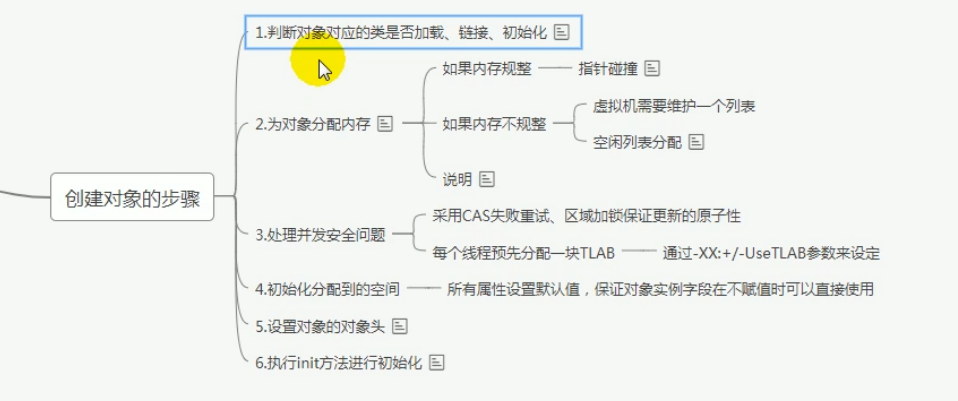 创建对象的步骤
1.判断对象对应的类是否加载、链接、初始化
2.为对象分配内存
如果内存规整
指针碰撞
如果内存不规整
虚拟机需要维护一个列表
空闲列表分配
说明
3.处理并发安全问题
采用CAS失败重试、区域加锁保证更新的原子性
每个线程预先分配一块TLAB
通过-XX:+/-UseTLAB参数来设定
4.初始化分配到的空间
所有属性设置默认值，保证对象实例字段在不赋值时可以直接使用
5.设置对象的对象头
6.执行init方法进行初始化